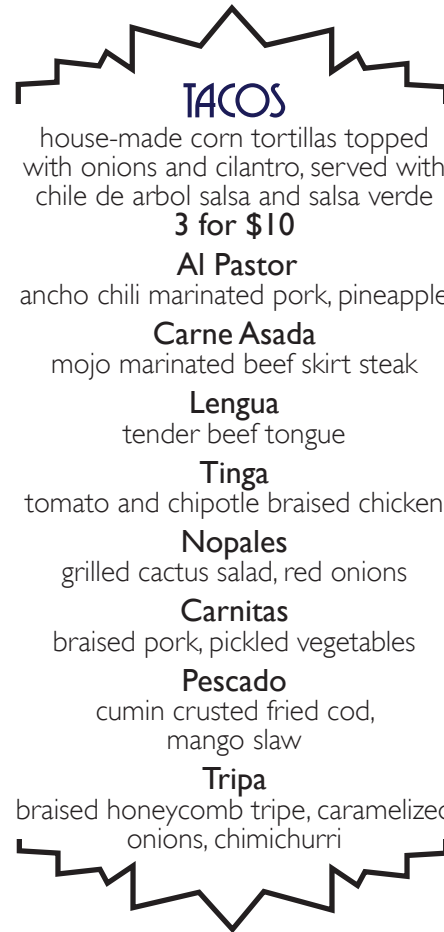 TACOS
house-made corn tortillas topped
with onions and cilantro, served with
chile de arbol salsa and salsa verde
3 for $10
Al Pastor
ancho chili marinated pork, pineapple
Carne Asada
mojo marinated beef skirt steak
Lengua
tender beef tongue
Tinga
tomato and chipotle braised chicken
Nopales
grilled cactus salad, red onions
Carnitas
braised pork, pickled vegetables
Pescado
cumin crusted fried cod,
mango slaw
Tripa
braised honeycomb tripe, caramelized
onions, chimichurri